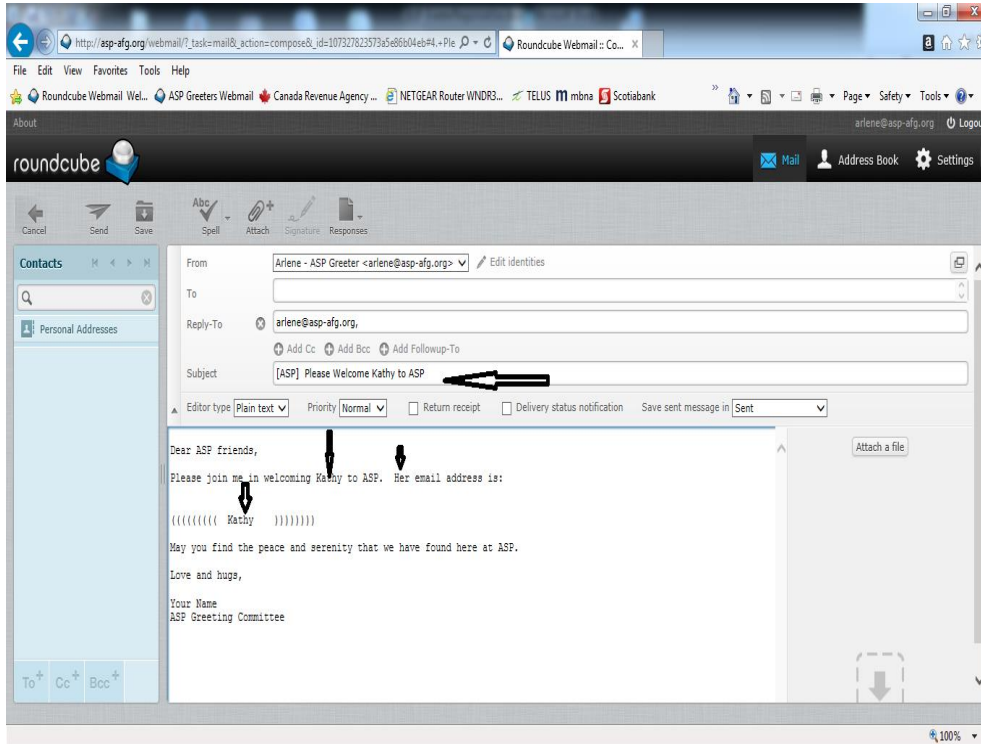 http://asp-afg.org/webmail/?_task=mail&_action=compose&_id=107327823573a5e86b04eb#4.+Ple
Roundcube Webmail :: Co... ×
File Edit View Favorites Tools Help
Roundcube Webmail Wel... ASP Greeters Webmail Canada Revenue Agency ... NETGEAR Router WNDR3... TELUS mbna Scotiabank » Page Safety Tools
About arlene@asp-afg.org Logou
roundcube Mail Address Book Settings
Cancel Send Save Abc Spell Attach Signature Responses
Contacts
Personal Addresses
From Arlene - ASP Greeter <arlene@asp-afg.org> Edit identities
To
Reply-To arlene@asp-afg.org,
Add Cc Add Bcc Add Followup-To
Subject [ASP] Please Welcome Kathy to ASP
Editor type Plain text Priority Normal Return receipt Delivery status notification Save sent message in Sent
Attach a file
Dear ASP friends,
Please join me in welcoming Kathy to ASP. Her email address is:
((((((((( Kathy ))))))))
May you find the peace and serenity that we have found here at ASP.
Love and hugs,
Your Name
ASP Greeting Committee
To+ Cc+ Bcc+
100%